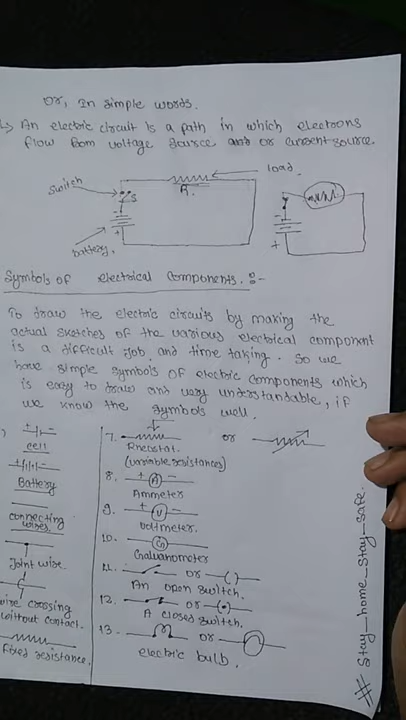 Or, In simple words.
↳ An electric circuit is a path in which electrons
flow from voltage source and or current source.
Switch
S
R.
load.
battery.
Symbols of electrical components. :-
To draw the electric circuits by making the
actual sketches of the various electrical component
is a difficult job, and time taking. So we
have simple symbols of electric components which
is easy to draw and very understandable, if
we know the symbols well.
cell
Battery
connecting
wires
Joint wire.
wire crossing
without contact.
fixed resistance.
7. or
Rheostat.
(variable resistances)
8. + A -
Ammeter
9. + V -
Voltmeter.
10. G
Galvanometer
11. or
An open switch.
12. or
A closed switch.
13. or
electric bulb.
# Stay_home_stay_safe.